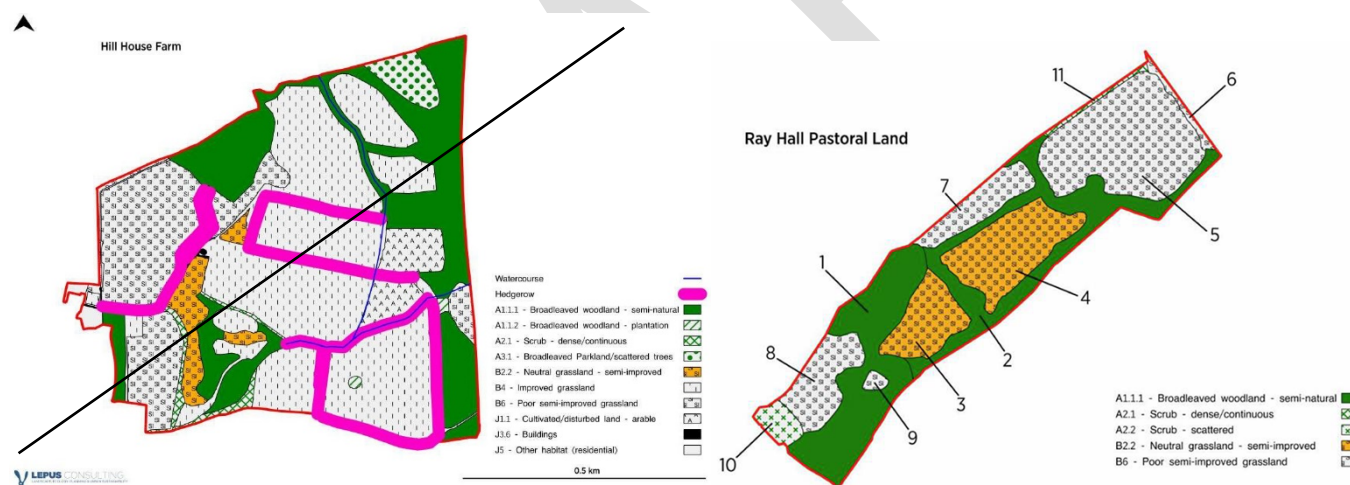 Hill House Farm
Watercourse
Hedgerow
A1.1.1 - Broadleaved woodland - semi-natural
A1.1.2 - Broadleaved woodland - plantation
A2.1 - Scrub - dense/continuous
A3.1 - Broadleaved Parkland/scattered trees
B2.2 - Neutral grassland - semi-improved
B4 - Improved grassland
B6 - Poor semi-improved grassland
J1.1 - Cultivated/disturbed land - arable
J3.6 - Buildings
J5 - Other habitat (residential)
0.5 km
LEPUS CONSULTING
Ray Hall Pastoral Land
11
6
7
5
1
4
8
2
3
9
10
A1.1.1 - Broadleaved woodland - semi-natural
A2.1 - Scrub - dense/continuous
A2.2 - Scrub - scattered
B2.2 - Neutral grassland - semi-improved
B6 - Poor semi-improved grassland